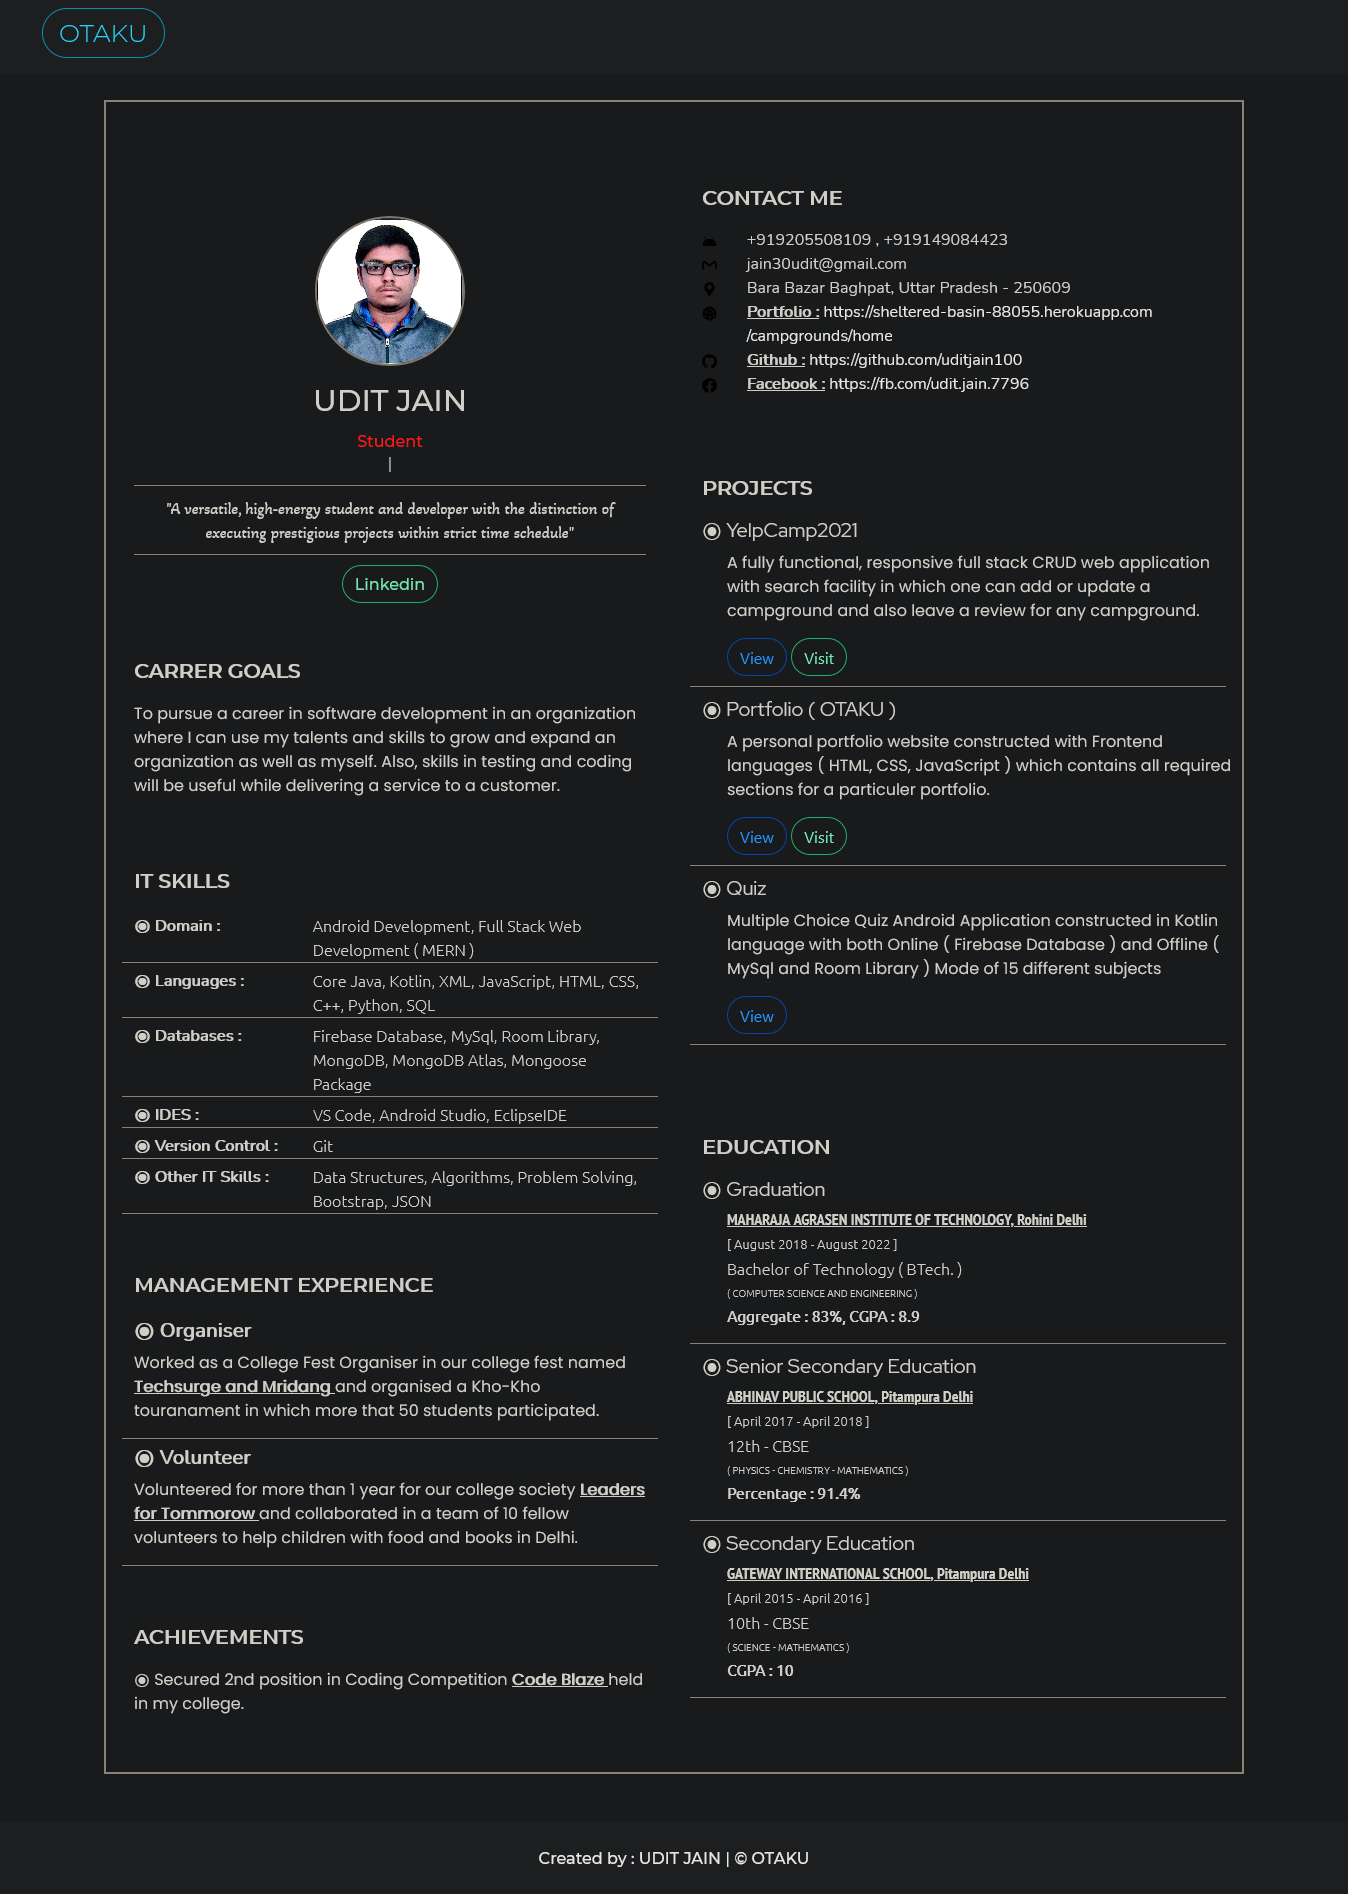 OTAKU
UDIT JAIN
Student
|
"A versatile, high-energy student and developer with the distinction of
executing prestigious projects within strict time schedule"
Linkedin
CARRER GOALS
To pursue a career in software development in an organization
where I can use my talents and skills to grow and expand an
organization as well as myself. Also, skills in testing and coding
will be useful while delivering a service to a customer.
IT SKILLS
◉ Domain : Android Development, Full Stack Web
Development ( MERN )
◉ Languages : Core Java, Kotlin, XML, JavaScript, HTML, CSS,
C++, Python, SQL
◉ Databases : Firebase Database, MySql, Room Library,
MongoDB, MongoDB Atlas, Mongoose
Package
◉ IDES : VS Code, Android Studio, EclipseIDE
◉ Version Control : Git
◉ Other IT Skills : Data Structures, Algorithms, Problem Solving,
Bootstrap, JSON
MANAGEMENT EXPERIENCE
◉ Organiser
Worked as a College Fest Organiser in our college fest named
Techsurge and Mridang and organised a Kho-Kho
touranament in which more that 50 students participated.
◉ Volunteer
Volunteered for more than 1 year for our college society Leaders
for Tommorow and collaborated in a team of 10 fellow
volunteers to help children with food and books in Delhi.
ACHIEVEMENTS
◉ Secured 2nd position in Coding Competition Code Blaze held
in my college.
CONTACT ME
+919205508109 , +919149084423
jain30udit@gmail.com
Bara Bazar Baghpat, Uttar Pradesh - 250609
Portfolio : https://sheltered-basin-88055.herokuapp.com
/campgrounds/home
Github : https://github.com/uditjain100
Facebook : https://fb.com/udit.jain.7796
PROJECTS
◉ YelpCamp2021
A fully functional, responsive full stack CRUD web application
with search facility in which one can add or update a
campground and also leave a review for any campground.
View Visit
◉ Portfolio ( OTAKU )
A personal portfolio website constructed with Frontend
languages ( HTML, CSS, JavaScript ) which contains all required
sections for a particuler portfolio.
View Visit
◉ Quiz
Multiple Choice Quiz Android Application constructed in Kotlin
language with both Online ( Firebase Database ) and Offline (
MySql and Room Library ) Mode of 15 different subjects
View
EDUCATION
◉ Graduation
MAHARAJA AGRASEN INSTITUTE OF TECHNOLOGY, Rohini Delhi
[ August 2018 - August 2022 ]
Bachelor of Technology ( BTech. )
( COMPUTER SCIENCE AND ENGINEERING )
Aggregate : 83%, CGPA : 8.9
◉ Senior Secondary Education
ABHINAV PUBLIC SCHOOL, Pitampura Delhi
[ April 2017 - April 2018 ]
12th - CBSE
( PHYSICS - CHEMISTRY - MATHEMATICS )
Percentage : 91.4%
◉ Secondary Education
GATEWAY INTERNATIONAL SCHOOL, Pitampura Delhi
[ April 2015 - April 2016 ]
10th - CBSE
( SCIENCE - MATHEMATICS )
CGPA : 10
Created by : UDIT JAIN | © OTAKU